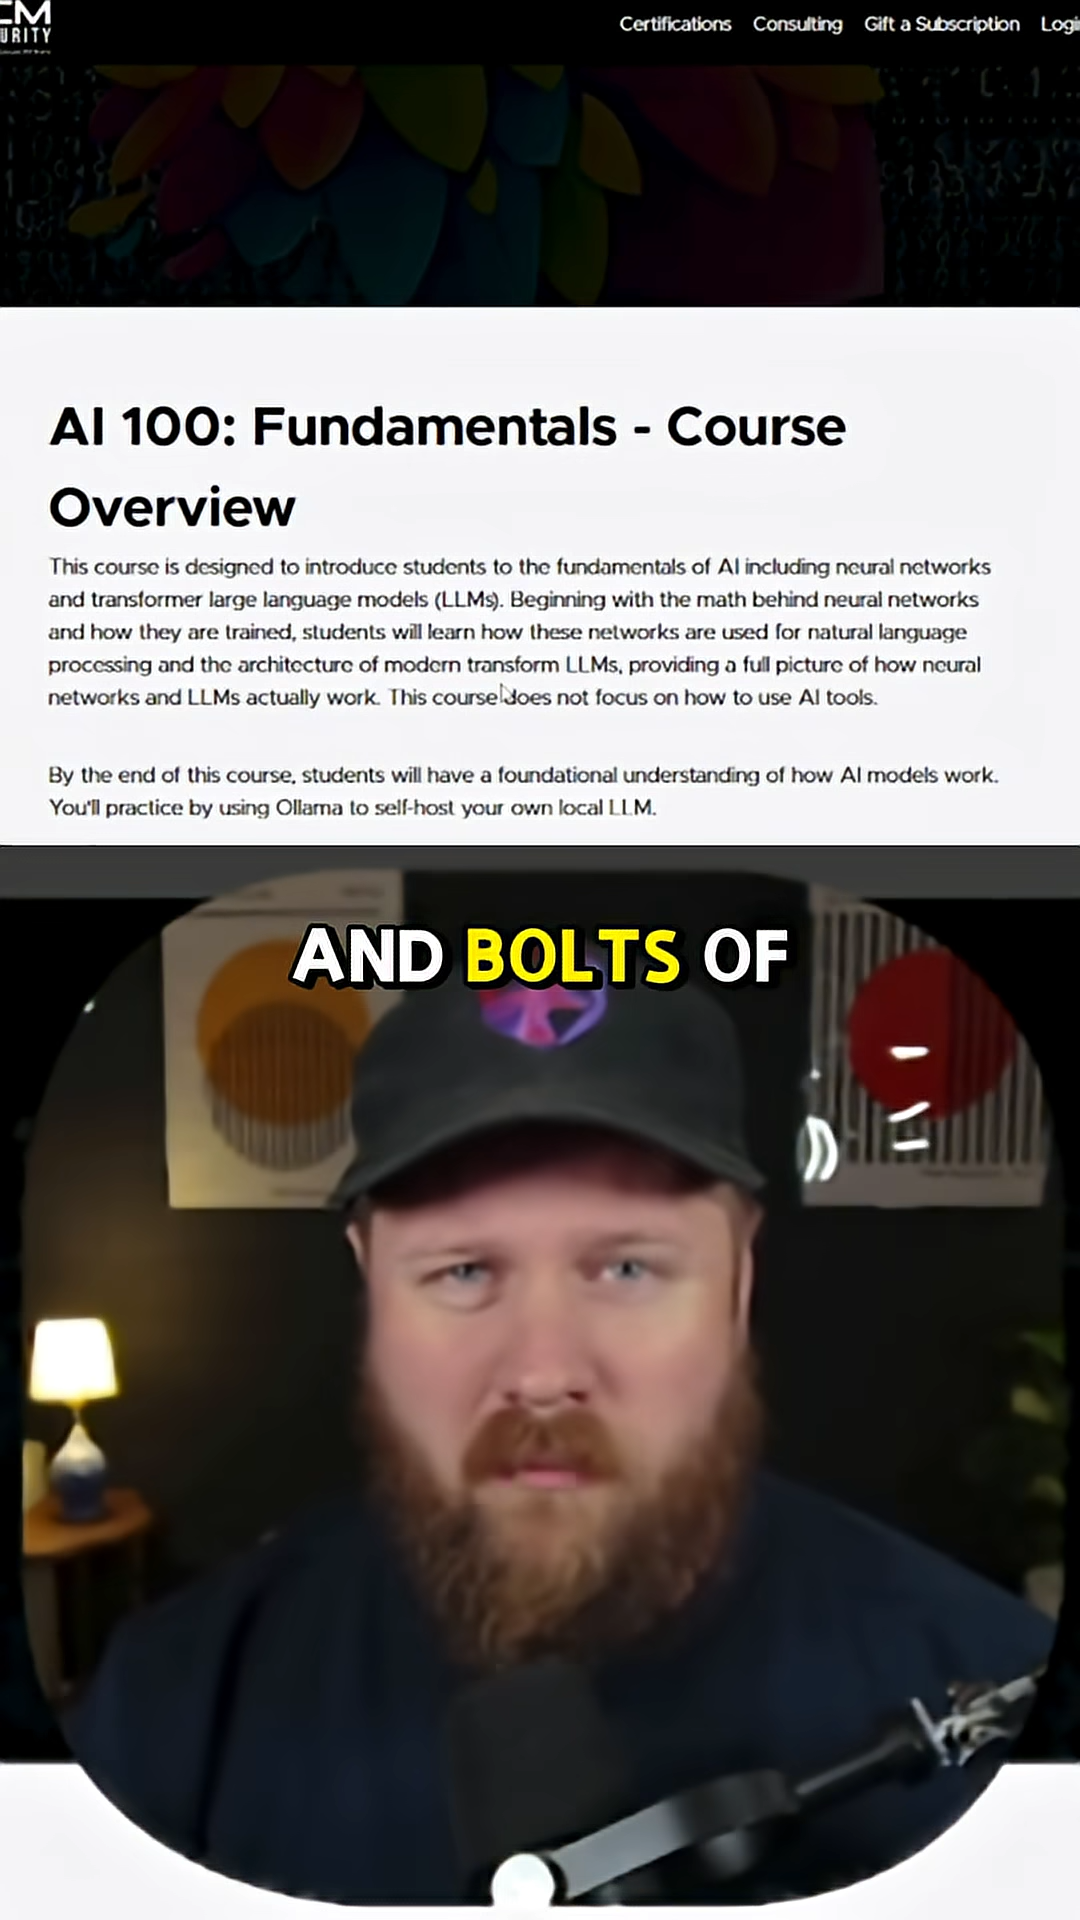 CM
URITY
Certifications Consulting Gift a Subscription Login
AI 100: Fundamentals - Course
Overview
This course is designed to introduce students to the fundamentals of AI including neural networks
and transformer large language models (LLMs). Beginning with the math behind neural networks
and how they are trained, students will learn how these networks are used for natural language
processing and the architecture of modern transform LLMs, providing a full picture of how neural
networks and LLMs actually work. This course does not focus on how to use AI tools.
By the end of this course, students will have a foundational understanding of how AI models work.
You'll practice by using Ollama to self-host your own local LLM.
AND BOLTS OF